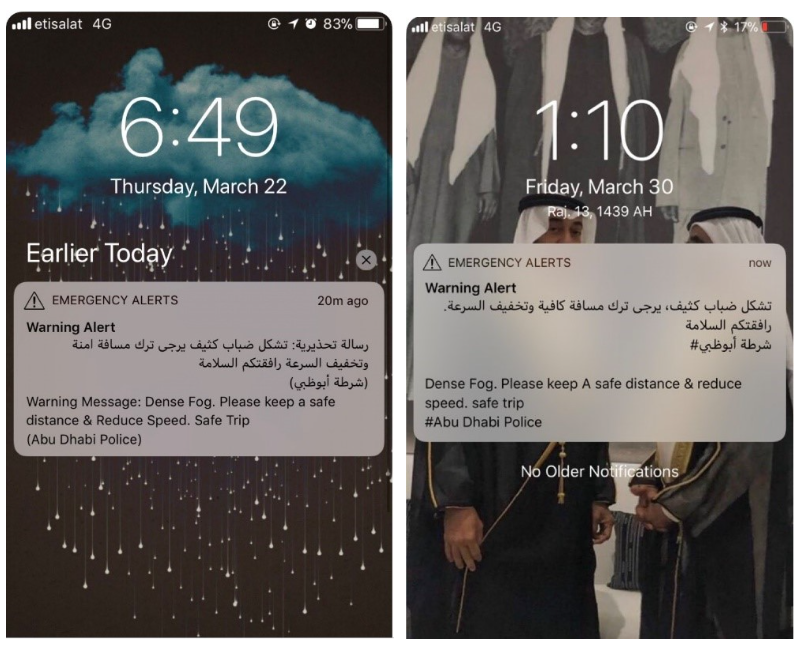 etisalat 4G
83%
6:49
Thursday, March 22
Earlier Today
EMERGENCY ALERTS
20m ago
Warning Alert
رسالة تحذيرية: تشكل ضباب كثيف يرجى ترك مسافة امنة
وتخفيف السرعة رافقتكم السلامة
(شرطة أبوظبي)
Warning Message: Dense Fog. Please keep a safe
distance & Reduce Speed. Safe Trip
(Abu Dhabi Police)
etisalat 4G
17%
1:10
Friday, March 30
Raj. 13, 1439 AH
EMERGENCY ALERTS
now
Warning Alert
تشكل ضباب كثيف، يرجى ترك مسافة كافية وتخفيف السرعة.
رافقتكم السلامة
#شرطة أبوظبي
Dense Fog. Please keep A safe distance & reduce
speed. safe trip
#Abu Dhabi Police
No Older Notifications